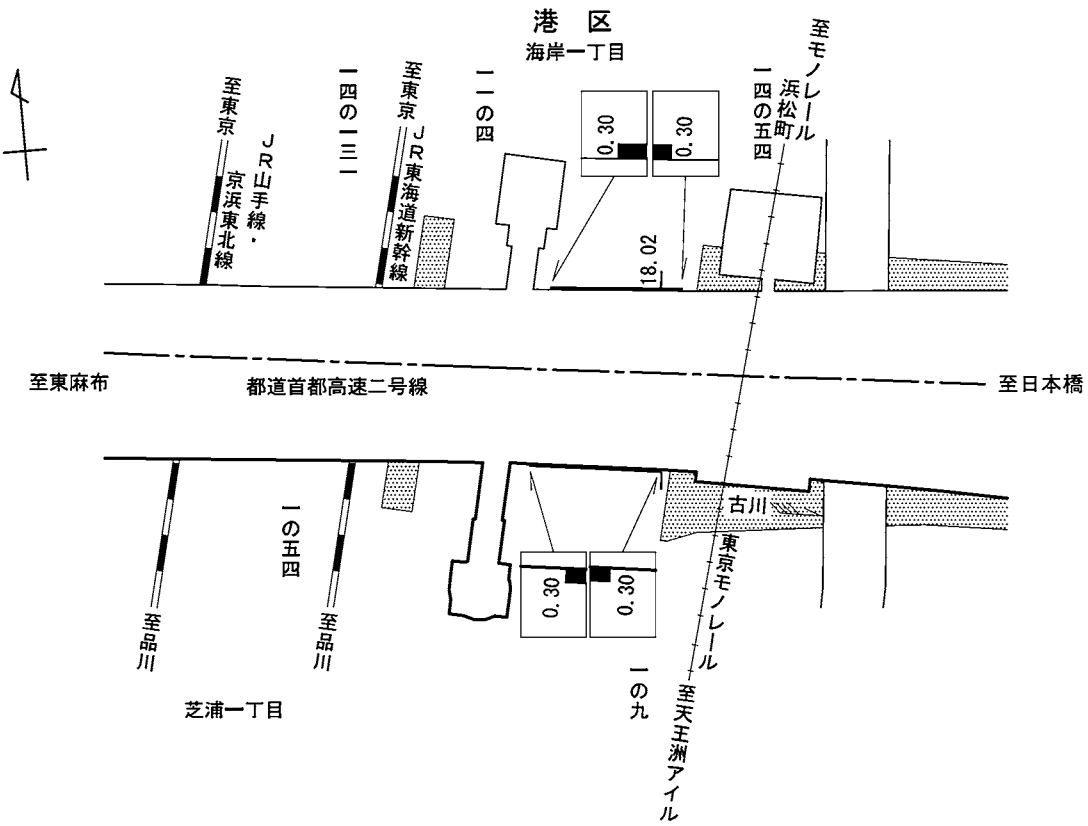 港区
海岸一丁目
至モノレール
浜松町
一四の五四
一一の四
至東京
JR東海道新幹線
一四の一三一
至東京
JR山手線・
京浜東北線
0.30
0.30
18.02
至東麻布
都道首都高速二号線
至日本橋
古川
東京モノレール
一の五四
0.30
0.30
至品川
至品川
一の九
至天王洲アイル
芝浦一丁目